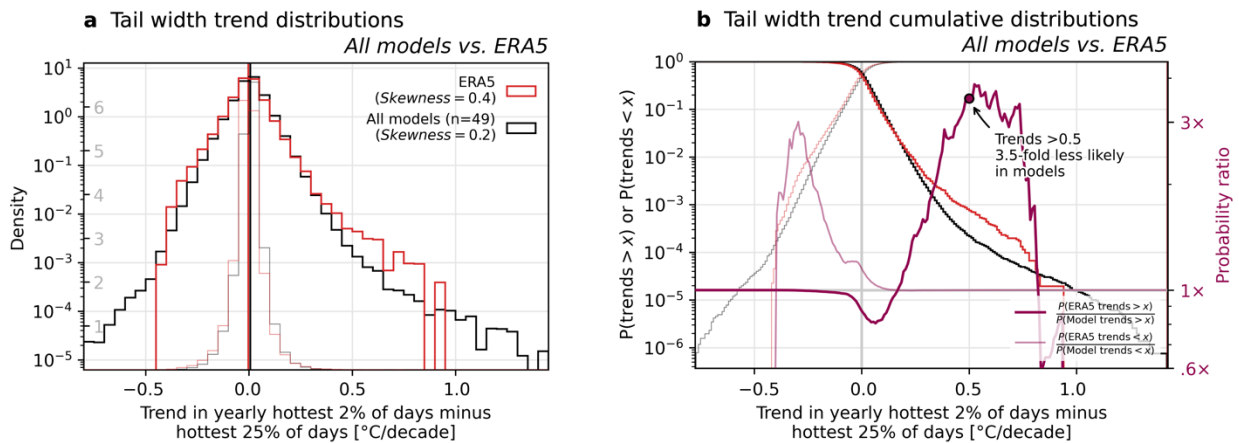 a Tail width trend distributions
All models vs. ERA5
ERA5
(Skewness = 0.4)
All models (n=49)
(Skewness = 0.2)
Density
10¹
10⁰
10⁻¹
10⁻²
10⁻³
10⁻⁴
10⁻⁵
6
5
4
3
2
1
−0.5
0.0
0.5
1.0
Trend in yearly hottest 2% of days minus
hottest 25% of days [°C/decade]
b Tail width trend cumulative distributions
All models vs. ERA5
P(trends > x) or P(trends < x)
10⁰
10⁻¹
10⁻²
10⁻³
10⁻⁴
10⁻⁵
10⁻⁶
Trends >0.5
3.5-fold less likely
in models
3×
1×
.6×
Probability ratio
P(ERA5 trends > x)
P(Model trends > x)
P(ERA5 trends < x)
P(Model trends < x)
−0.5
0.0
0.5
1.0
Trend in yearly hottest 2% of days minus
hottest 25% of days [°C/decade]